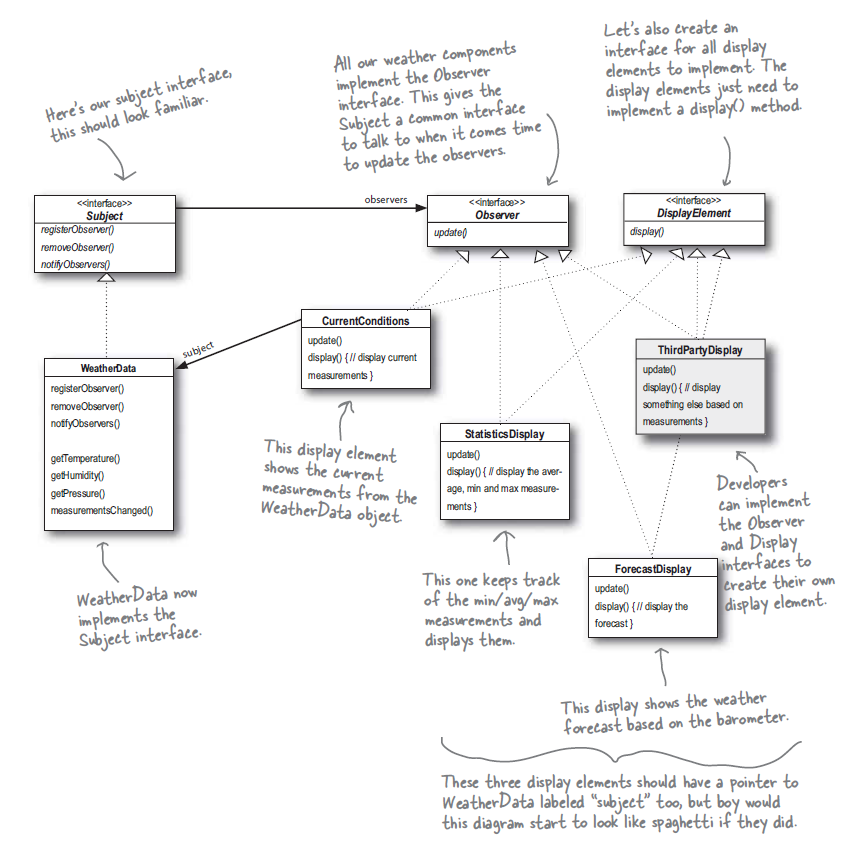 Here's our subject interface,
this should look familiar.
All our weather components
implement the Observer
interface. This gives the
Subject a common interface
to talk to when it comes time
to update the observers.
Let's also create an
interface for all display
elements to implement. The
display elements just need to
implement a display() method.
<<interface>>
Subject
registerObserver()
removeObserver()
notifyObservers()
observers
<<interface>>
Observer
update()
<<interface>>
DisplayElement
display()
subject
WeatherData
registerObserver()
removeObserver()
notifyObservers()
getTemperature()
getHumidity()
getPressure()
measurementsChanged()
WeatherData now
implements the
Subject interface.
CurrentConditions
update()
display() { // display current
measurements }
This display element
shows the current
measurements from the
WeatherData object.
StatisticsDisplay
update()
display() { // display the aver-
age, min and max measure-
ments }
This one keeps track
of the min/avg/max
measurements and
displays them.
ThirdPartyDisplay
update()
display() { // display
something else based on
measurements }
Developers
can implement
the Observer
and Display
interfaces to
create their own
display element.
ForecastDisplay
update()
display() { // display the
forecast }
This display shows the weather
forecast based on the barometer.
These three display elements should have a pointer to
WeatherData labeled "subject" too, but boy would
this diagram start to look like spaghetti if they did.